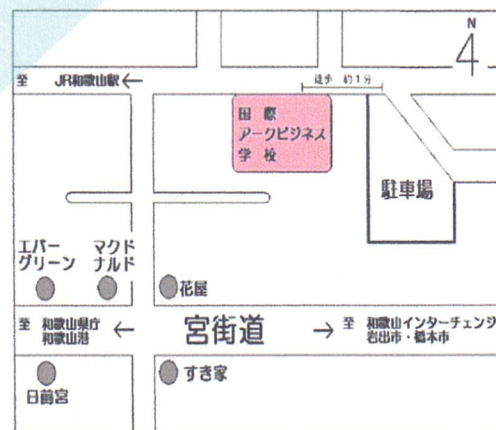 N
至 JR和歌山駅←
徒歩 約1分
国際
アークビジネス
学校
駐車場
エバー
グリーン
マクド
ナルド
花屋
至 和歌山県庁
和歌山港
←
宮街道
→
至 和歌山インターチェンジ
岩出市・橋本市
日前宮
すき家